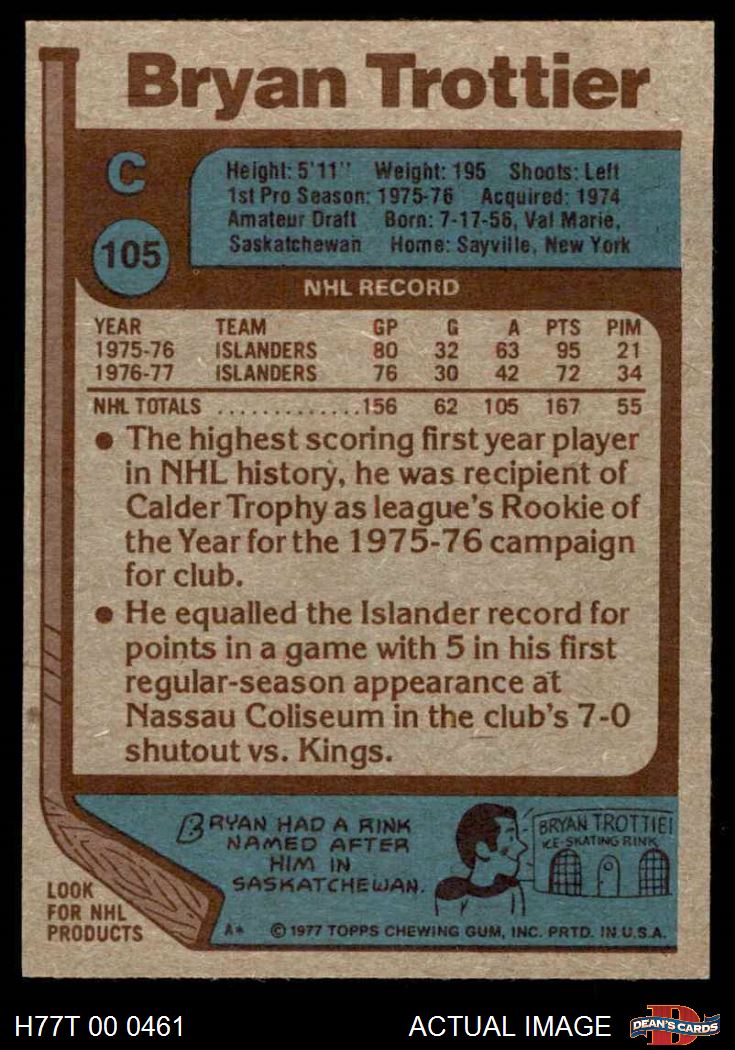 Bryan Trottier
C
105
Height: 5'11'' Weight: 195 Shoots: Left
1st Pro Season: 1975-76 Acquired: 1974
Amateur Draft Born: 7-17-56, Val Marie,
Saskatchewan Home: Sayville, New York
NHL RECORD
YEAR TEAM GP G A PTS PIM
1975-76 ISLANDERS 80 32 63 95 21
1976-77 ISLANDERS 76 30 42 72 34
NHL TOTALS ..............156 62 105 167 55
● The highest scoring first year player
in NHL history, he was recipient of
Calder Trophy as league's Rookie of
the Year for the 1975-76 campaign
for club.
● He equalled the Islander record for
points in a game with 5 in his first
regular-season appearance at
Nassau Coliseum in the club's 7-0
shutout vs. Kings.
BRYAN HAD A RINK
NAMED AFTER
HIM IN
SASKATCHEWAN.
BRYAN TROTTIE
ICE-SKATING RINK
LOOK
FOR NHL
PRODUCTS
A* © 1977 TOPPS CHEWING GUM, INC. PRTD. IN U.S.A.
H77T 00 0461 ACTUAL IMAGE
D
DEAN'S CARDS